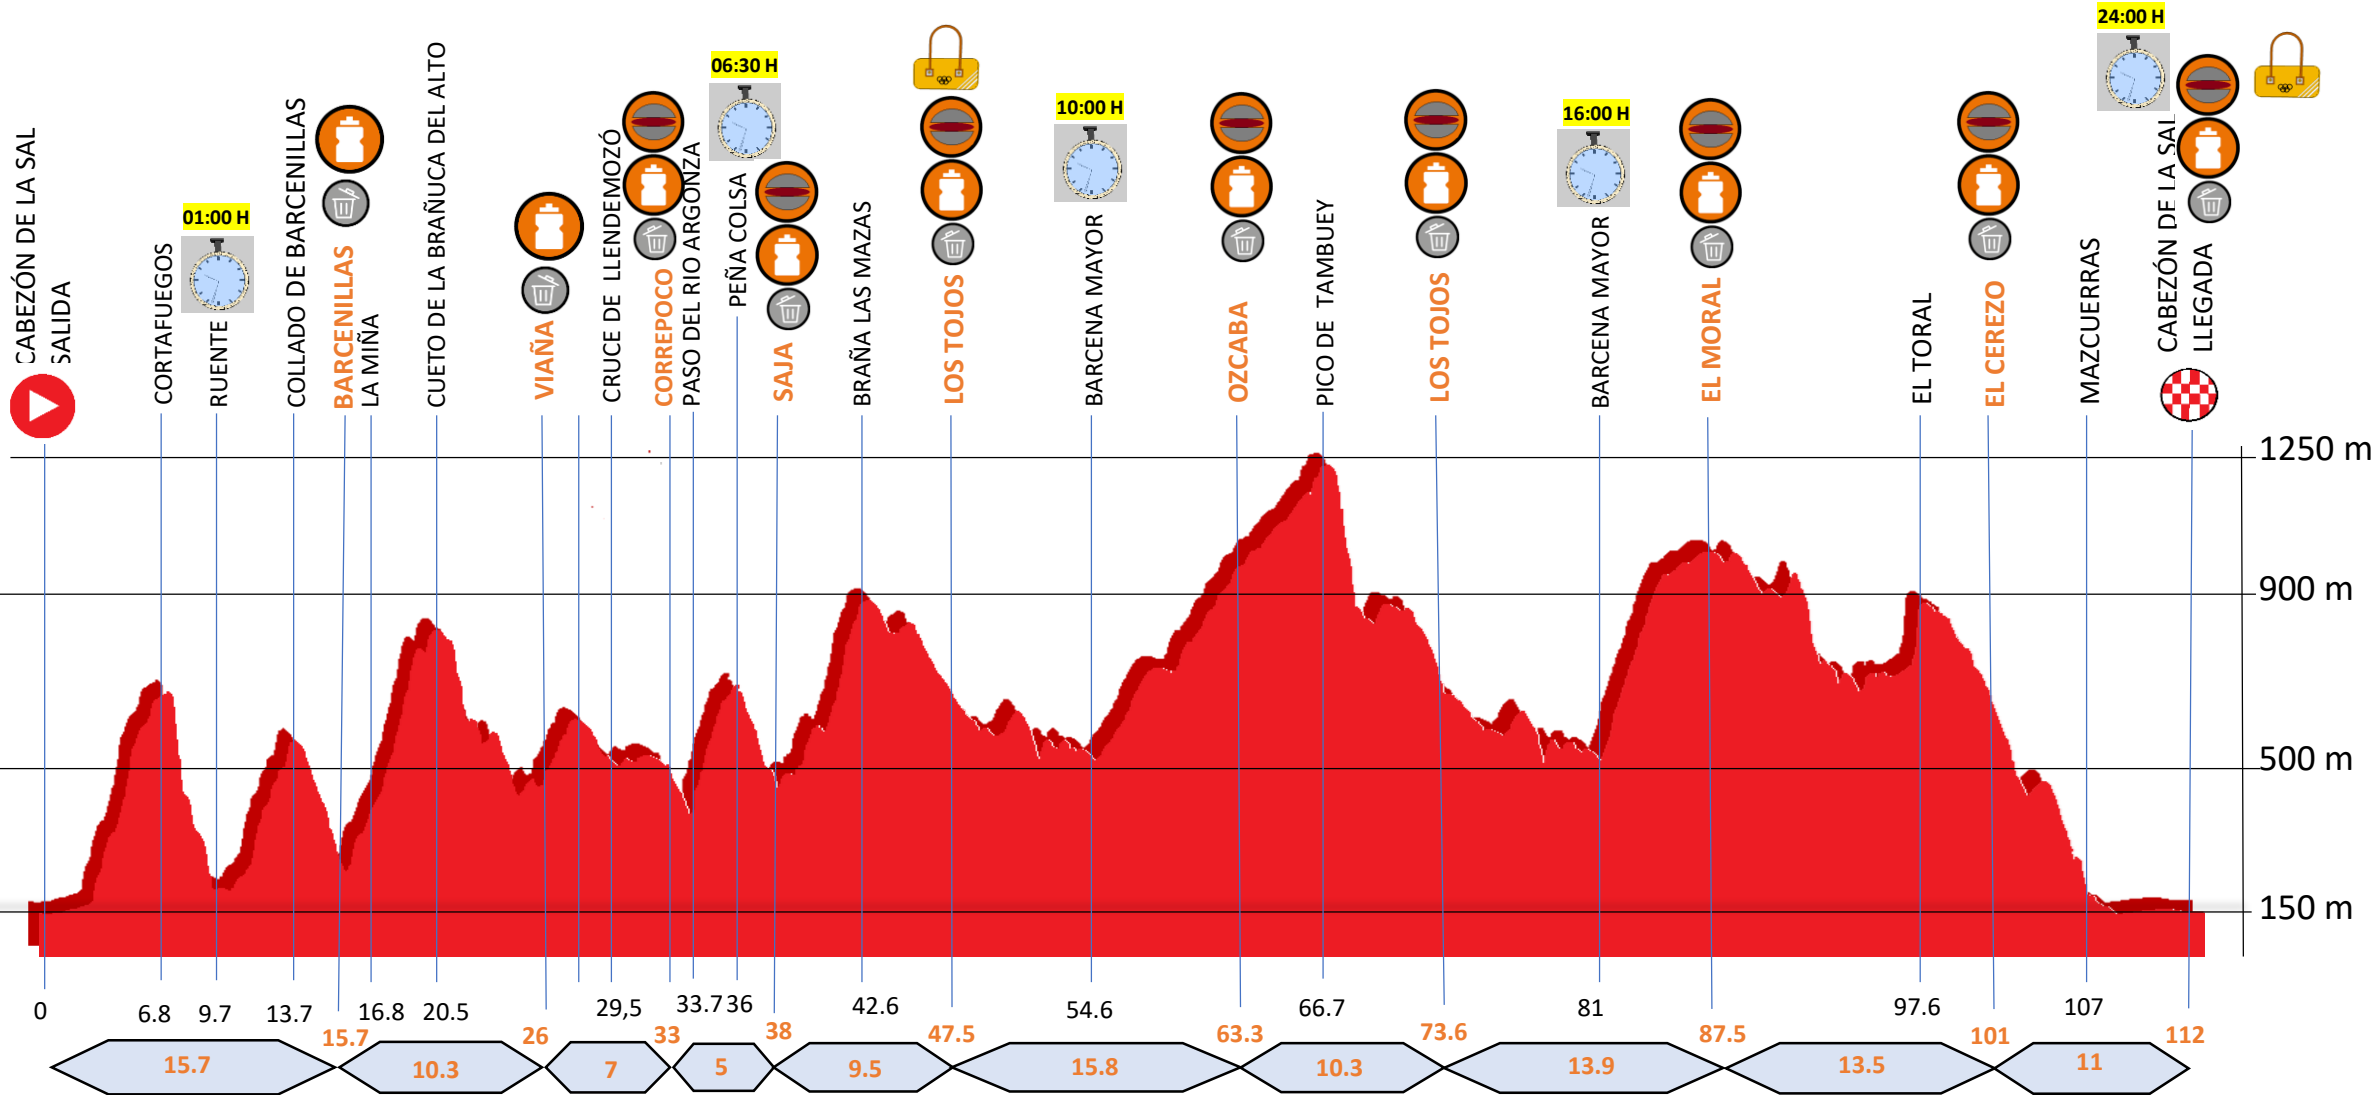 CABEZÓN DE LA SAL
SALIDA
CORTAFUEGOS
01:00 H
RUENTE
COLLADO DE BARCENILLAS
BARCENILLAS
LA MIÑA
CUETO DE LA BRAÑUCA DEL ALTO
VIAÑA
CRUCE DE LLENDEMOZÓ
CORREPOCO
PASO DEL RIO ARGONZA
06:30 H
PEÑA COLSA
SAJA
BRAÑA LAS MAZAS
LOS TOJOS
10:00 H
BARCENA MAYOR
OZCABA
PICO DE TAMBUEY
LOS TOJOS
16:00 H
BARCENA MAYOR
EL MORAL
EL TORAL
EL CEREZO
MAZCUERRAS
24:00 H
CABEZÓN DE LA SAL
LLEGADA
1250 m
900 m
500 m
150 m
0
6.8
9.7
13.7
15.7
16.8
20.5
26
29,5
33
33.7
36
38
42.6
47.5
54.6
63.3
66.7
73.6
81
87.5
97.6
101
107
112
15.7
10.3
7
5
9.5
15.8
10.3
13.9
13.5
11